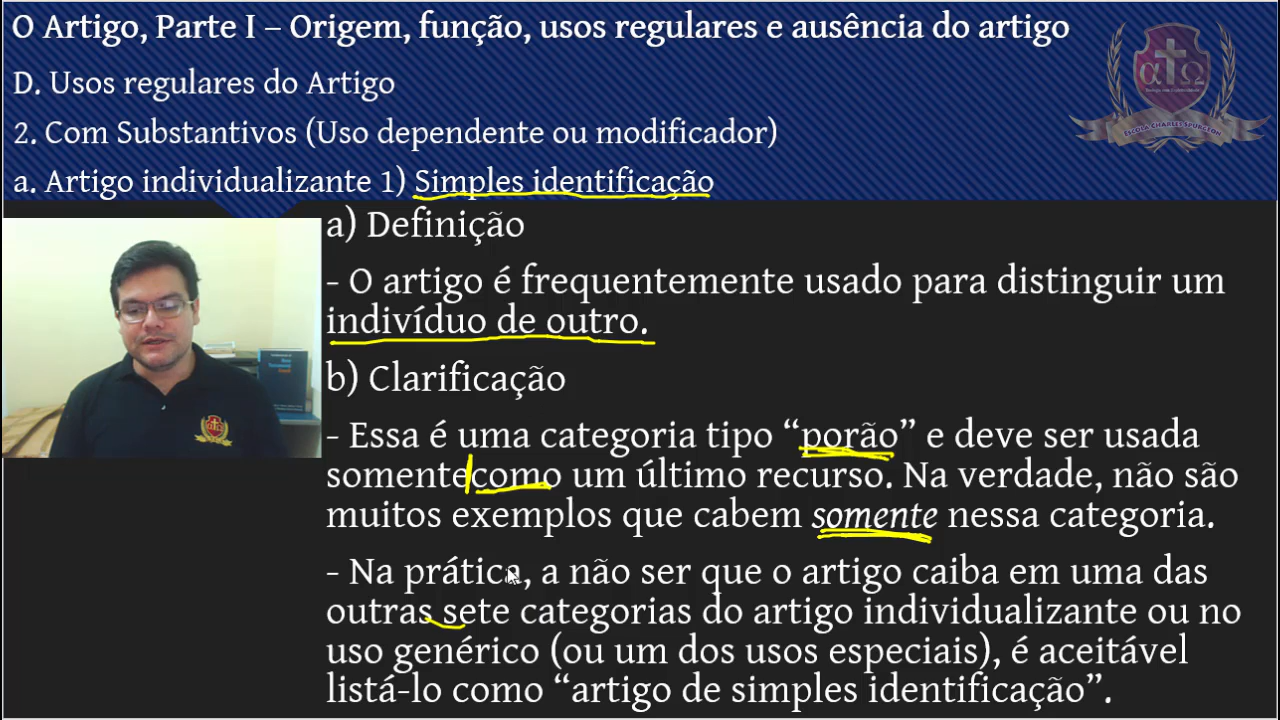 O Artigo, Parte I – Origem, função, usos regulares e ausência do artigo
D. Usos regulares do Artigo
2. Com Substantivos (Uso dependente ou modificador)
a. Artigo individualizante 1) Simples identificação
α Ω
ESCOLA CHARLES SPURGEON
a) Definição
- O artigo é frequentemente usado para distinguir um
indivíduo de outro.
b) Clarificação
- Essa é uma categoria tipo “porão” e deve ser usada
somente como um último recurso. Na verdade, não são
muitos exemplos que cabem somente nessa categoria.
- Na prática, a não ser que o artigo caiba em uma das
outras sete categorias do artigo individualizante ou no
uso genérico (ou um dos usos especiais), é aceitável
listá-lo como “artigo de simples identificação”.